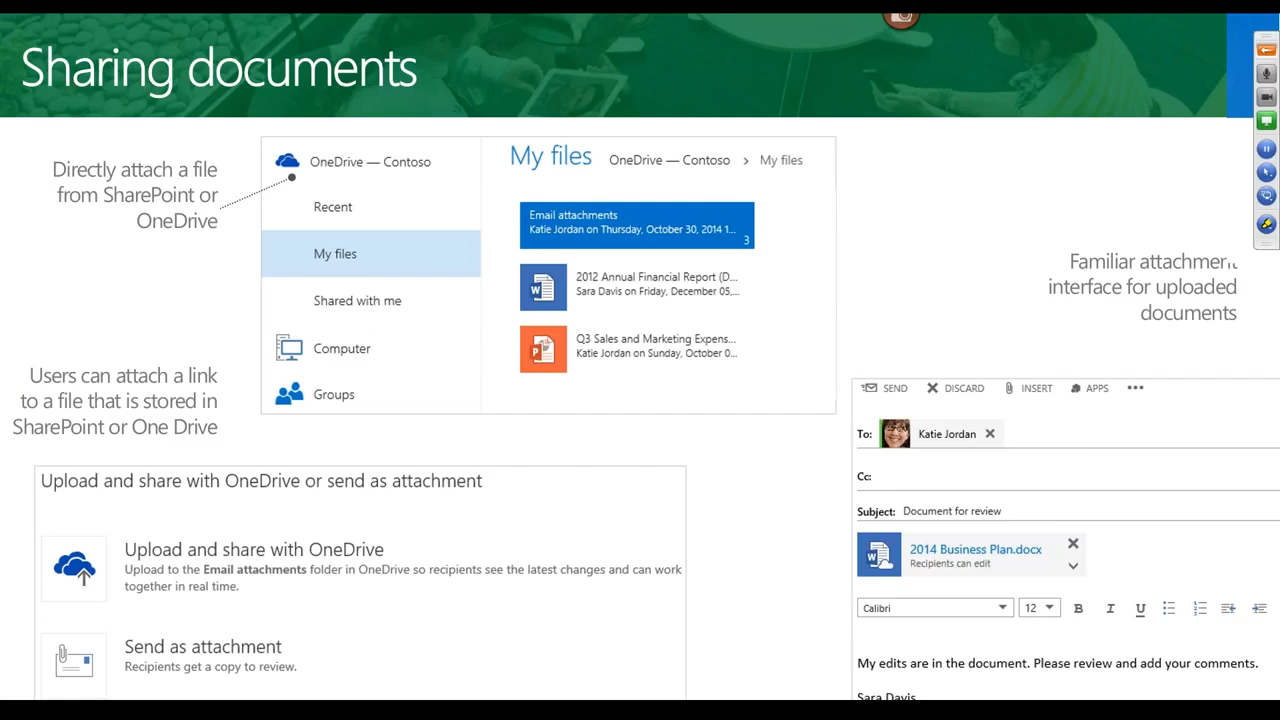 Sharing documents
Directly attach a file
from SharePoint or
OneDrive
OneDrive — Contoso
Recent
My files
Shared with me
Computer
Groups
My files OneDrive — Contoso > My files
Email attachments
Katie Jordan on Thursday, October 30, 2014 1...
3
2012 Annual Financial Report (D...
Sara Davis on Friday, December 05,...
Q3 Sales and Marketing Expens...
Katie Jordan on Sunday, October 0...
Familiar attachment
interface for uploaded
documents
Users can attach a link
to a file that is stored in
SharePoint or One Drive
Upload and share with OneDrive or send as attachment
Upload and share with OneDrive
Upload to the Email attachments folder in OneDrive so recipients see the latest changes and can work
together in real time.
Send as attachment
Recipients get a copy to review.
SEND DISCARD INSERT APPS •••
To: Katie Jordan
Cc:
Subject: Document for review
2014 Business Plan.docx
Recipients can edit
Calibri 12 B I U
My edits are in the document. Please review and add your comments.
Sara Davis